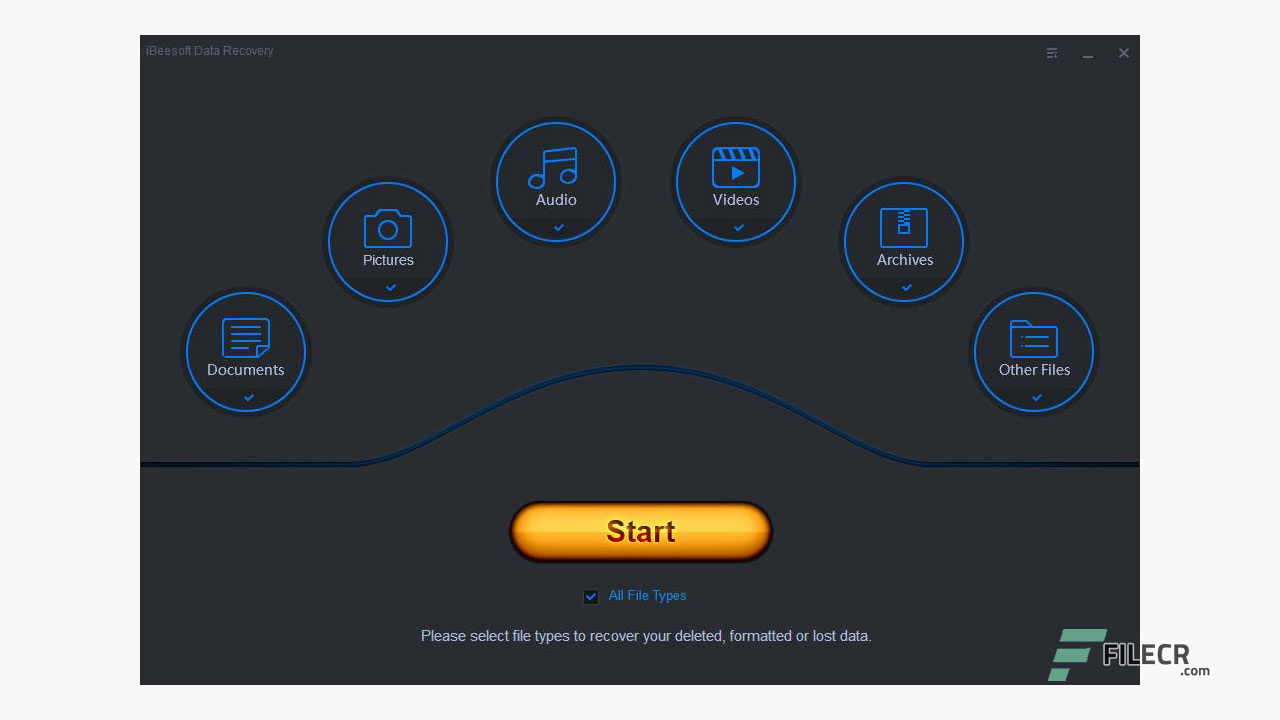 iBeesoft Data Recovery
Audio
Videos
Pictures
Archives
Documents
Other Files
Start
All File Types
Please select file types to recover your deleted, formatted or lost data.
FILECR
.com